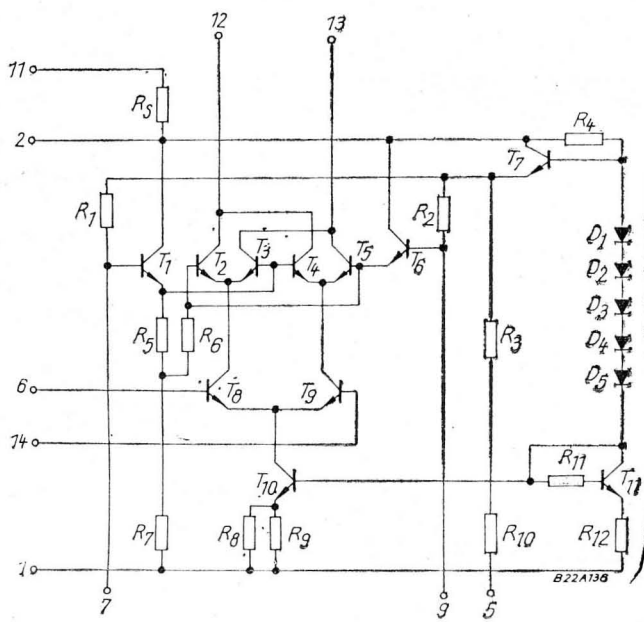 12 13
11
R5
2
R4
T7
R1
R2
D1
T1 T2 T3 T4 T5 T6
D2
D3
R5 R6
R3
D4
D5
6
T8 T9
14
R11
T10
T11
R7 R8 R9
R10 R12
1
B22A138
7 9 5